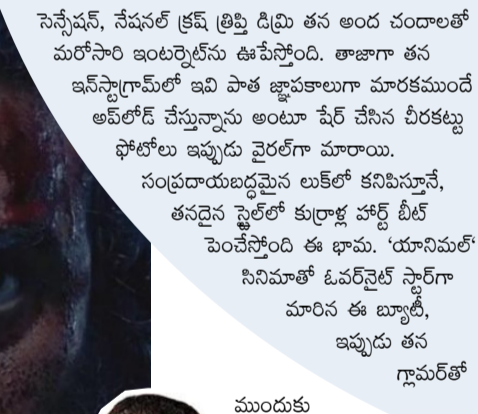 సెన్సేషన్, నేషనల్ క్రష్ త్రిప్తి డిమ్రి తన అంద చందాలతో
మరోసారి ఇంటర్నెట్‌ను ఊపేస్తోంది. తాజాగా తన
ఇన్‌స్టాగ్రామ్‌లో ఇవి పాత జ్ఞాపకాలుగా మారకముందే
అప్‌లోడ్ చేస్తున్నాను అంటూ షేర్ చేసిన చీరకట్టు
ఫోటోలు ఇప్పుడు వైరల్‌గా మారాయి.
సంప్రదాయబద్ధమైన లుక్‌లో కనిపిస్తూనే,
తనదైన స్టైల్‌లో కుర్రాళ్ల హార్ట్ బీట్
పెంచేస్తోంది ఈ భామ. ‘యానిమల్‘
సినిమాతో ఓవర్‌నైట్ స్టార్‌గా
మారిన ఈ బ్యూటీ,
ఇప్పుడు తన
గ్లామర్‌తో
ముందుకు